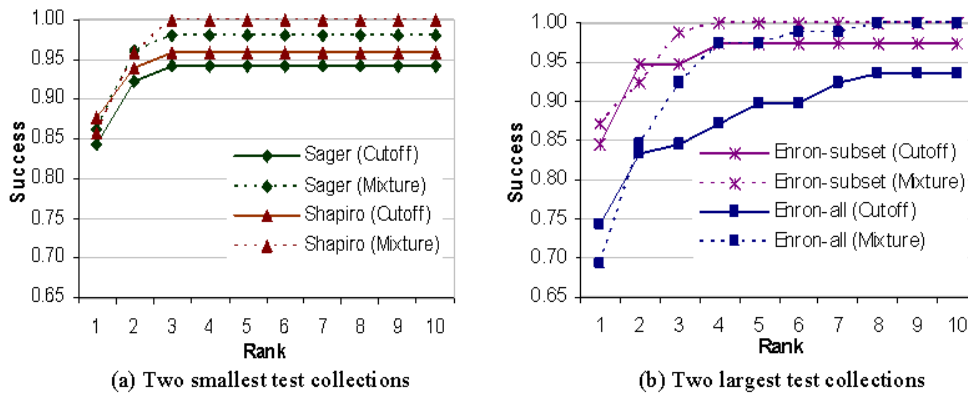 1.00
0.95
0.90
0.85
0.80
0.75
0.70
0.65
Success
Sager (Cutoff)
Sager (Mixture)
Shapiro (Cutoff)
Shapiro (Mixture)
1 2 3 4 5 6 7 8 9 10
Rank
(a) Two smallest test collections
1.00
0.95
0.90
0.85
0.80
0.75
0.70
0.65
Success
Enron-subset (Cutoff)
Enron-subset (Mixture)
Enron-all (Cutoff)
Enron-all (Mixture)
1 2 3 4 5 6 7 8 9 10
Rank
(b) Two largest test collections